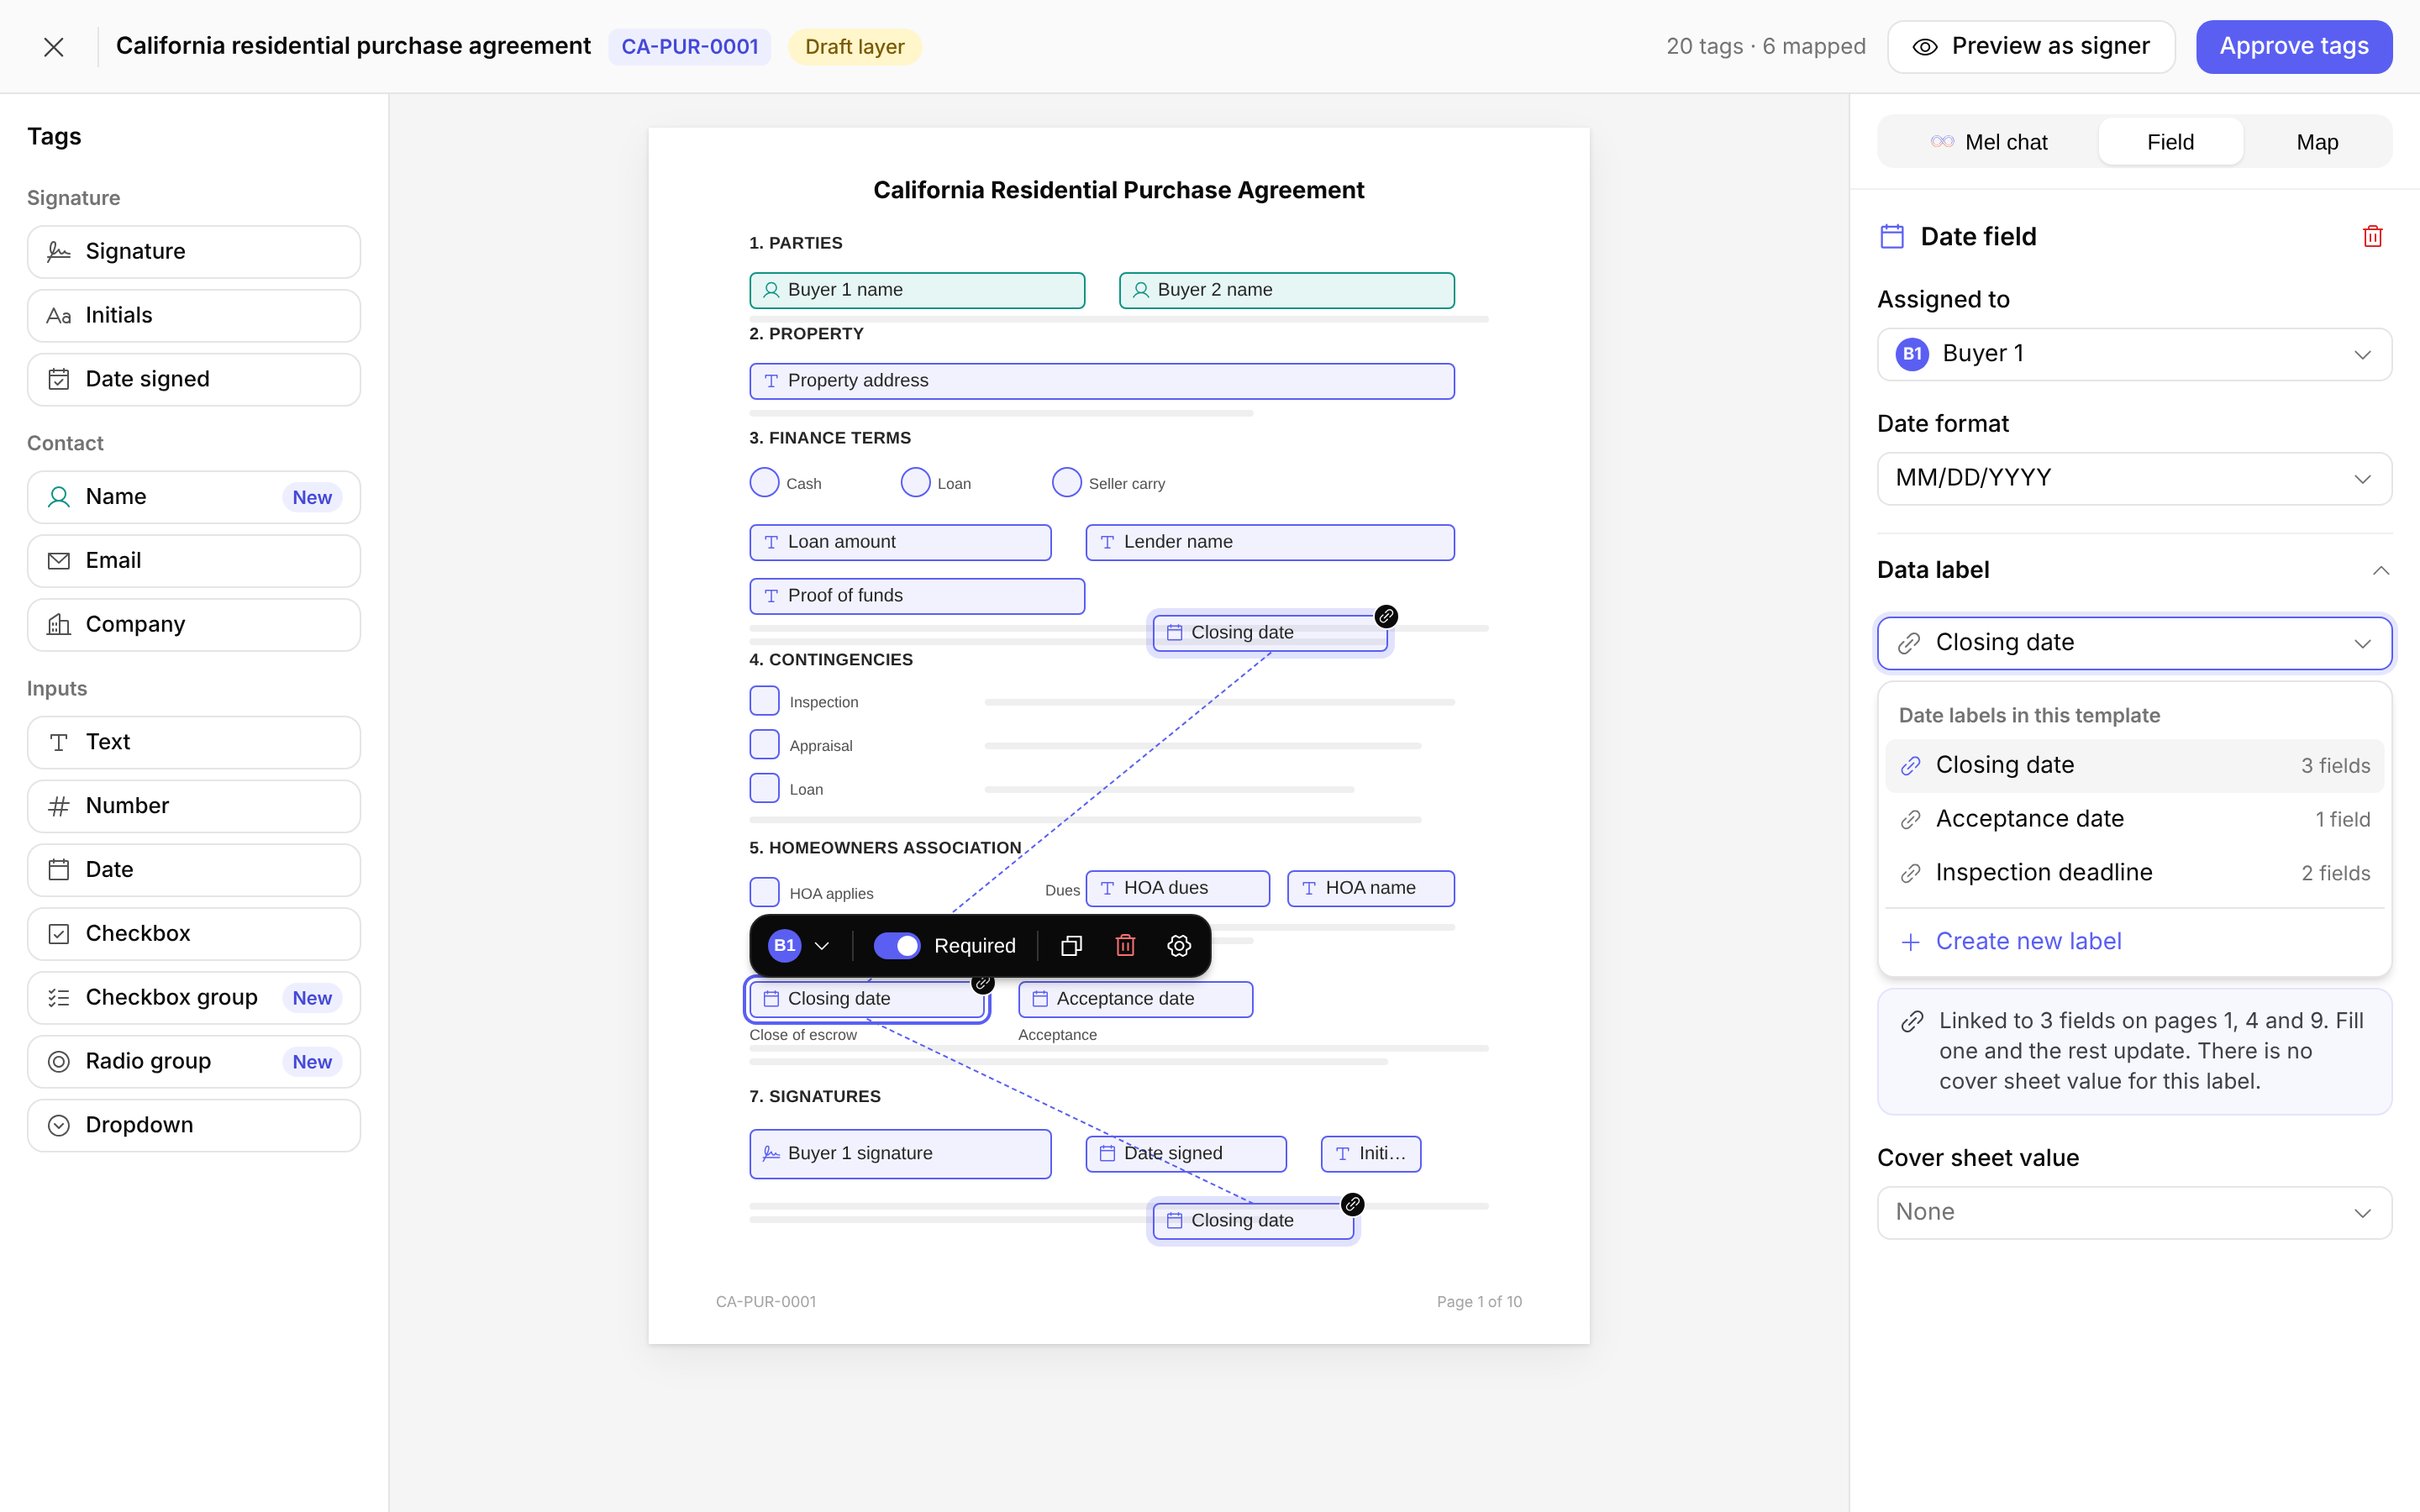 California residential purchase agreement
CA-PUR-0001
Draft layer
20 tags · 6 mapped
Preview as signer
Approve tags
Tags
Signature
Signature
Aa Initials
Date signed
Contact
Name New
Email
Company
Inputs
Text
Number
Date
Checkbox
Checkbox group New
Radio group New
Dropdown
California Residential Purchase Agreement
1. PARTIES
Buyer 1 name
Buyer 2 name
2. PROPERTY
Property address
3. FINANCE TERMS
Cash
Loan
Seller carry
Loan amount
Lender name
Proof of funds
Closing date
4. CONTINGENCIES
Inspection
Appraisal
Loan
5. HOMEOWNERS ASSOCIATION
HOA applies
Dues
HOA dues
HOA name
B1
Required
Closing date
Acceptance date
Close of escrow
Acceptance
7. SIGNATURES
Buyer 1 signature
Date signed
Initi...
Closing date
CA-PUR-0001
Page 1 of 10
Mel chat
Field
Map
Date field
Assigned to
B1 Buyer 1
Date format
MM/DD/YYYY
Data label
Closing date
Date labels in this template
Closing date 3 fields
Acceptance date 1 field
Inspection deadline 2 fields
Create new label
Linked to 3 fields on pages 1, 4 and 9. Fill
one and the rest update. There is no
cover sheet value for this label.
Cover sheet value
None